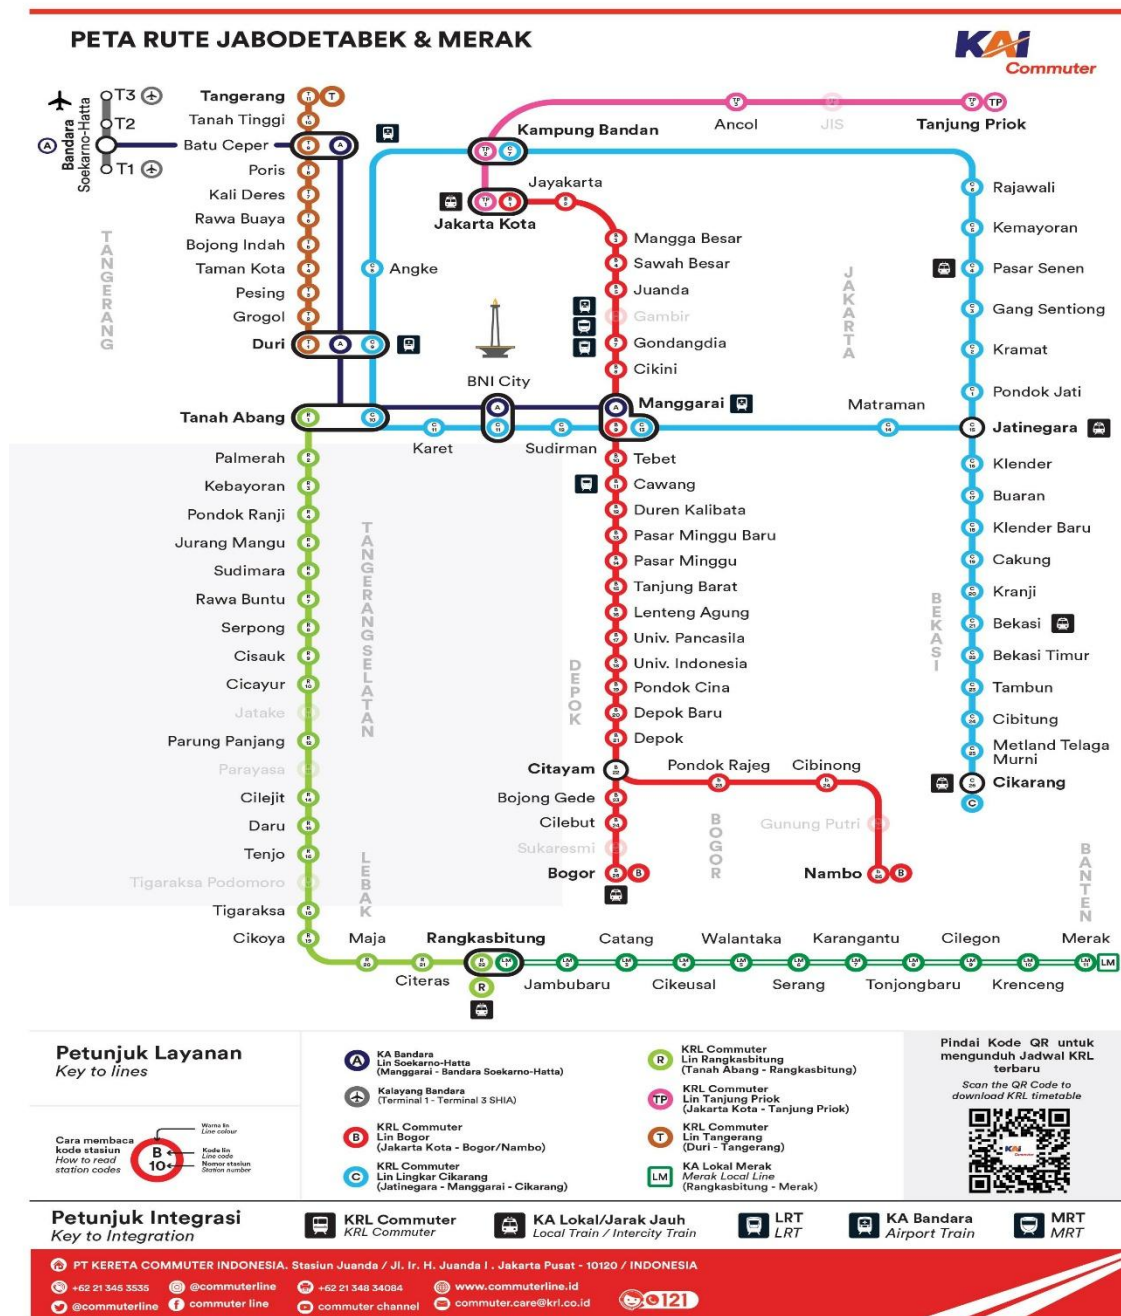 PETA RUTE JABODETABEK & MERAK
KAI
Commuter
Bandara
Soekarno-Hatta
A
T3
T2
T1
Tangerang
T
Tanah Tinggi
Batu Ceper
A
Poris
Kali Deres
Rawa Buaya
Bojong Indah
Taman Kota
Pesing
Grogol
Duri
A
TANGERANG
Kampung Bandan
Ancol
JIS
Tanjung Priok
TP
Jayakarta
Jakarta Kota
Angke
Mangga Besar
Sawah Besar
Juanda
Gambir
Gondangdia
Cikini
JAKARTA
Rajawali
Kemayoran
Pasar Senen
Gang Sentiong
Kramat
Pondok Jati
BNI City
A
Manggarai
A
Matraman
Jatinegara
Tanah Abang
Karet
Sudirman
Palmerah
Kebayoran
Pondok Ranji
Jurang Mangu
Sudimara
Rawa Buntu
Serpong
Cisauk
Cicayur
Jatake
Parung Panjang
Parayasa
Cilejit
Daru
Tenjo
Tigaraksa Podomoro
Tigaraksa
Cikoya
TANGERANG SELATAN
LEBAK
Tebet
Cawang
Duren Kalibata
Pasar Minggu Baru
Pasar Minggu
Tanjung Barat
Lenteng Agung
Univ. Pancasila
Univ. Indonesia
Pondok Cina
Depok Baru
Depok
DEPOK
Citayam
Bojong Gede
Cilebut
Sukaresmi
Bogor
B
Pondok Rajeg
Cibinong
Gunung Putri
Nambo
B
BOGOR
BEKASI
Klender
Buaran
Klender Baru
Cakung
Kranji
Bekasi
Bekasi Timur
Tambun
Cibitung
Metland Telaga
Murni
Cikarang
C
BANTEN
Maja
Citeras
Rangkasbitung
R
Jambubaru
Catang
Cikeusal
Walantaka
Serang
Karangantu
Tonjongbaru
Cilegon
Krenceng
Merak
LM
Petunjuk Layanan
Key to lines
Cara membaca
kode stasiun
How to read
station codes
B
10
Warna lin
Line colour
Kode lin
Line code
Nomor stasiun
Station number
A
KA Bandara
Lin Soekarno-Hatta
(Manggarai - Bandara Soekarno-Hatta)
Kalayang Bandara
(Terminal 1 - Terminal 3 SHIA)
B
KRL Commuter
Lin Bogor
(Jakarta Kota - Bogor/Nambo)
C
KRL Commuter
Lin Lingkar Cikarang
(Jatinegara - Manggarai - Cikarang)
R
KRL Commuter
Lin Rangkasbitung
(Tanah Abang - Rangkasbitung)
TP
KRL Commuter
Lin Tanjung Priok
(Jakarta Kota - Tanjung Priok)
T
KRL Commuter
Lin Tangerang
(Duri - Tangerang)
LM
KA Lokal Merak
Merak Local Line
(Rangkasbitung - Merak)
Pindai Kode QR untuk
mengunduh Jadwal KRL
terbaru
Scan the QR Code to
download KRL timetable
KAI
Commuter
Petunjuk Integrasi
Key to Integration
KRL Commuter
KRL Commuter
KA Lokal/Jarak Jauh
Local Train / Intercity Train
LRT
LRT
KA Bandara
Airport Train
MRT
MRT
PT KERETA COMMUTER INDONESIA. Stasiun Juanda / Jl. Ir. H. Juanda I . Jakarta Pusat - 10120 / INDONESIA
+62 21 345 3535
@commuterline
+62 21 348 34084
www.commuterline.id
@commuterline
commuter line
commuter channel
commuter.care@krl.co.id
121